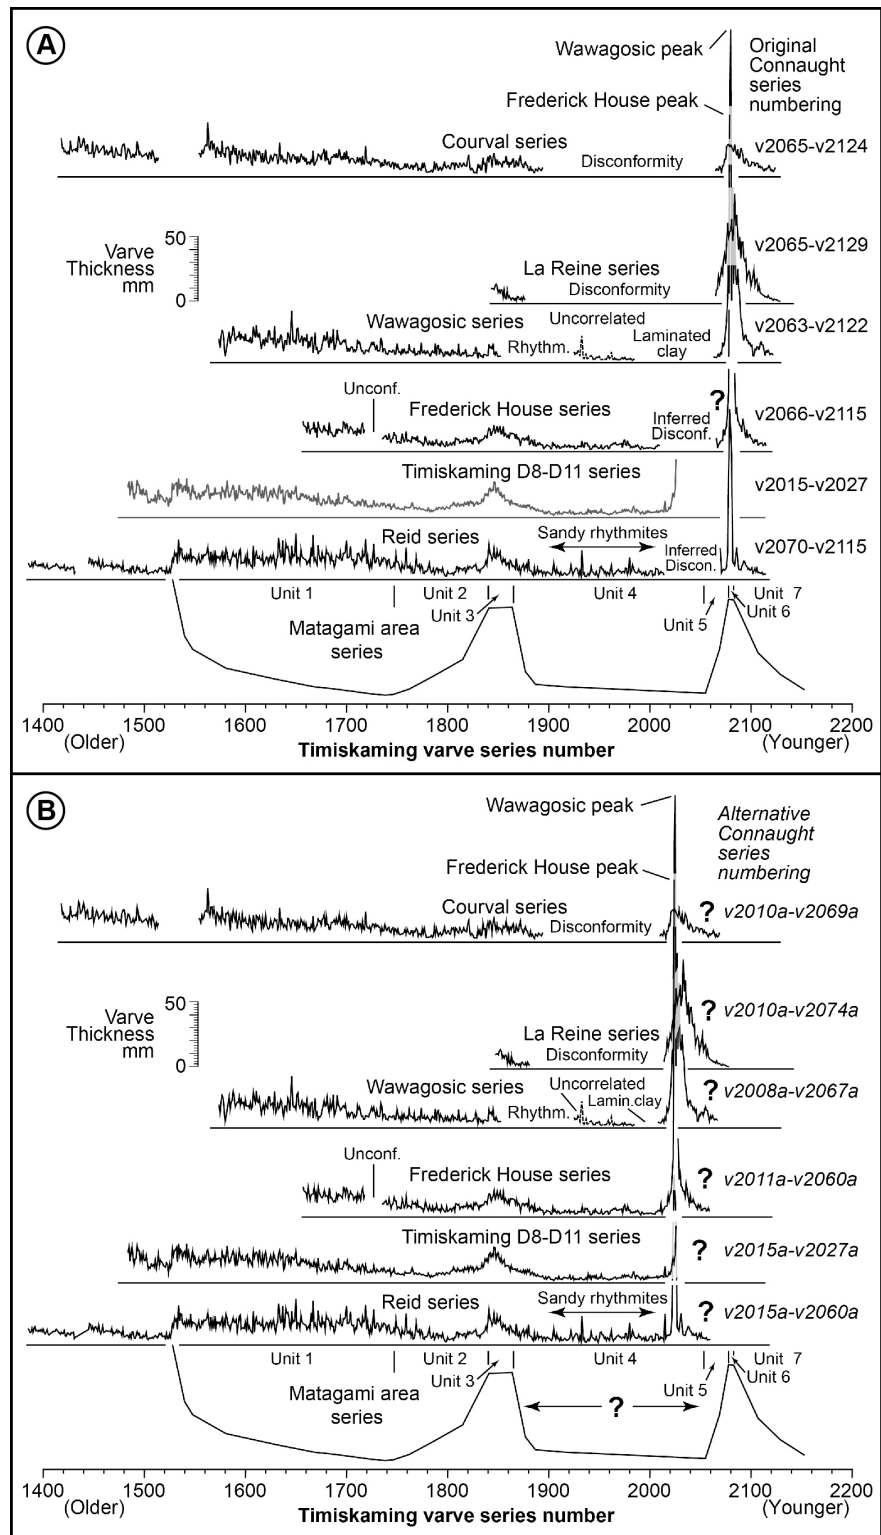 A
Wawagosic peak
Original
Connaught
series
numbering
Frederick House peak
Courval series
Disconformity
v2065-v2124
50
Varve
Thickness
mm
0
La Reine series
Disconformity
v2065-v2129
Wawagosic series
Uncorrelated
Rhythm.
Laminated
clay
v2063-v2122
Unconf.
Frederick House series
?
Inferred
Disconf.
v2066-v2115
Timiskaming D8-D11 series
v2015-v2027
Reid series
Sandy rhythmites
Inferred
Discon.
v2070-v2115
Unit 1
Unit 2
Unit 3
Unit 4
Unit 5
Unit 6
Unit 7
Matagami area
series
1400 1500 1600 1700 1800 1900 2000 2100 2200
(Older)
Timiskaming varve series number
(Younger)
B
Wawagosic peak
Alternative
Connaught
series
numbering
Frederick House peak
Courval series
Disconformity
? v2010a-v2069a
50
Varve
Thickness
mm
0
La Reine series
Disconformity
? v2010a-v2074a
Wawagosic series
Uncorrelated
Rhythm.
Lamin.clay
? v2008a-v2067a
Unconf.
Frederick House series
? v2011a-v2060a
Timiskaming D8-D11 series
? v2015a-v2027a
Reid series
Sandy rhythmites
? v2015a-v2060a
Unit 1
Unit 2
Unit 3
Unit 4
Unit 5
Unit 6
Unit 7
Matagami area
series
?
1400 1500 1600 1700 1800 1900 2000 2100 2200
(Older)
Timiskaming varve series number
(Younger)